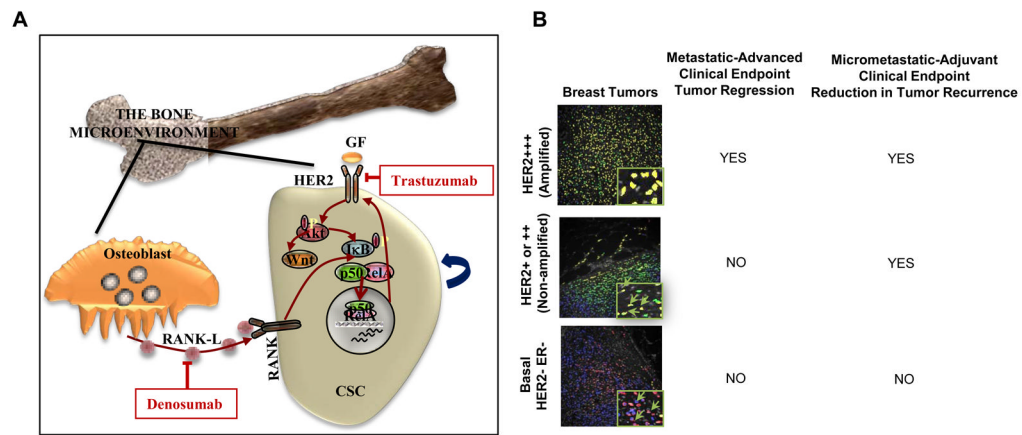 A
THE BONE
MICROENVIRONMENT
GF
HER2
Trastuzumab
Akt
IκB
Wnt
p50
RelA
p50
RelA
Osteoblast
RANK-L
RANK
CSC
Denosumab
B
Breast Tumors
Metastatic-Advanced
Clinical Endpoint
Tumor Regression
Micrometastatic-Adjuvant
Clinical Endpoint
Reduction in Tumor Recurrence
HER2+++
(Amplified)
YES
YES
HER2+ or ++
(Non-amplified)
NO
YES
Basal
HER2- ER-
NO
NO